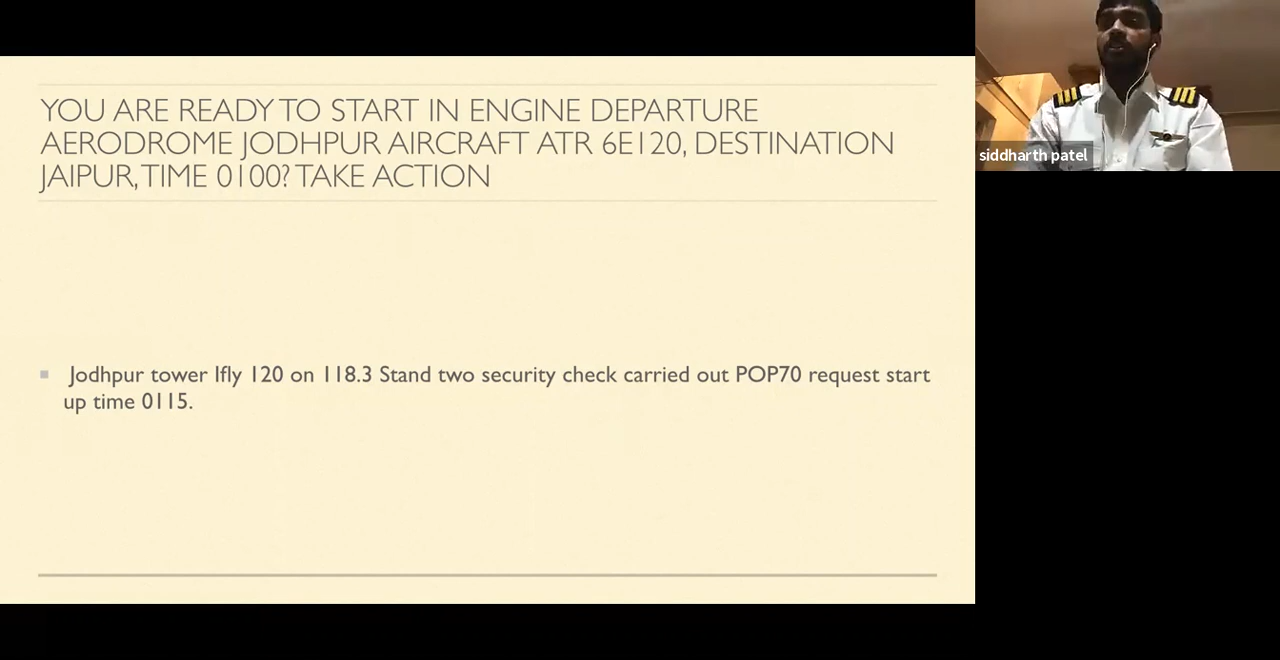 YOU ARE READY TO START IN ENGINE DEPARTURE
AERODROME JODHPUR AIRCRAFT ATR 6E120, DESTINATION
JAIPUR, TIME 0100? TAKE ACTION
siddharth patel
Jodhpur tower Ifly 120 on 118.3 Stand two security check carried out POP70 request start
up time 0115.